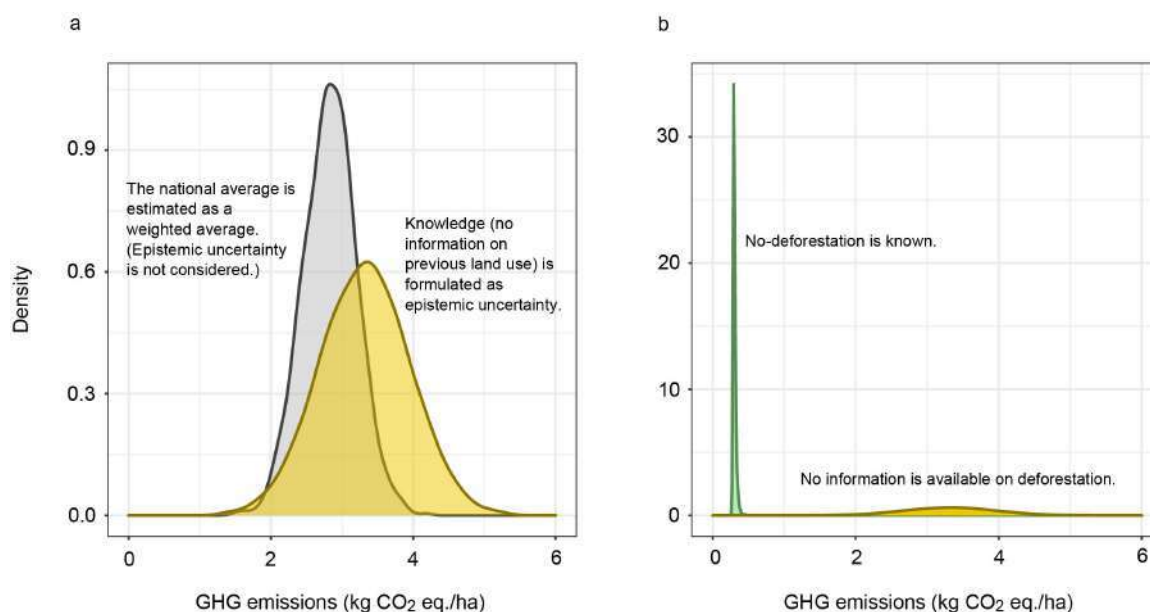 a
b
0.9
0.6
0.3
0.0
Density
The national average is
estimated as a
weighted average.
(Epistemic uncertainty
is not considered.)
Knowledge (no
information on
previous land use) is
formulated as
epistemic uncertainty.
0
2
4
6
GHG emissions (kg CO₂ eq./ha)
30
20
10
0
No-deforestation is known.
No information is available on deforestation.
0
2
4
6
GHG emissions (kg CO₂ eq./ha)